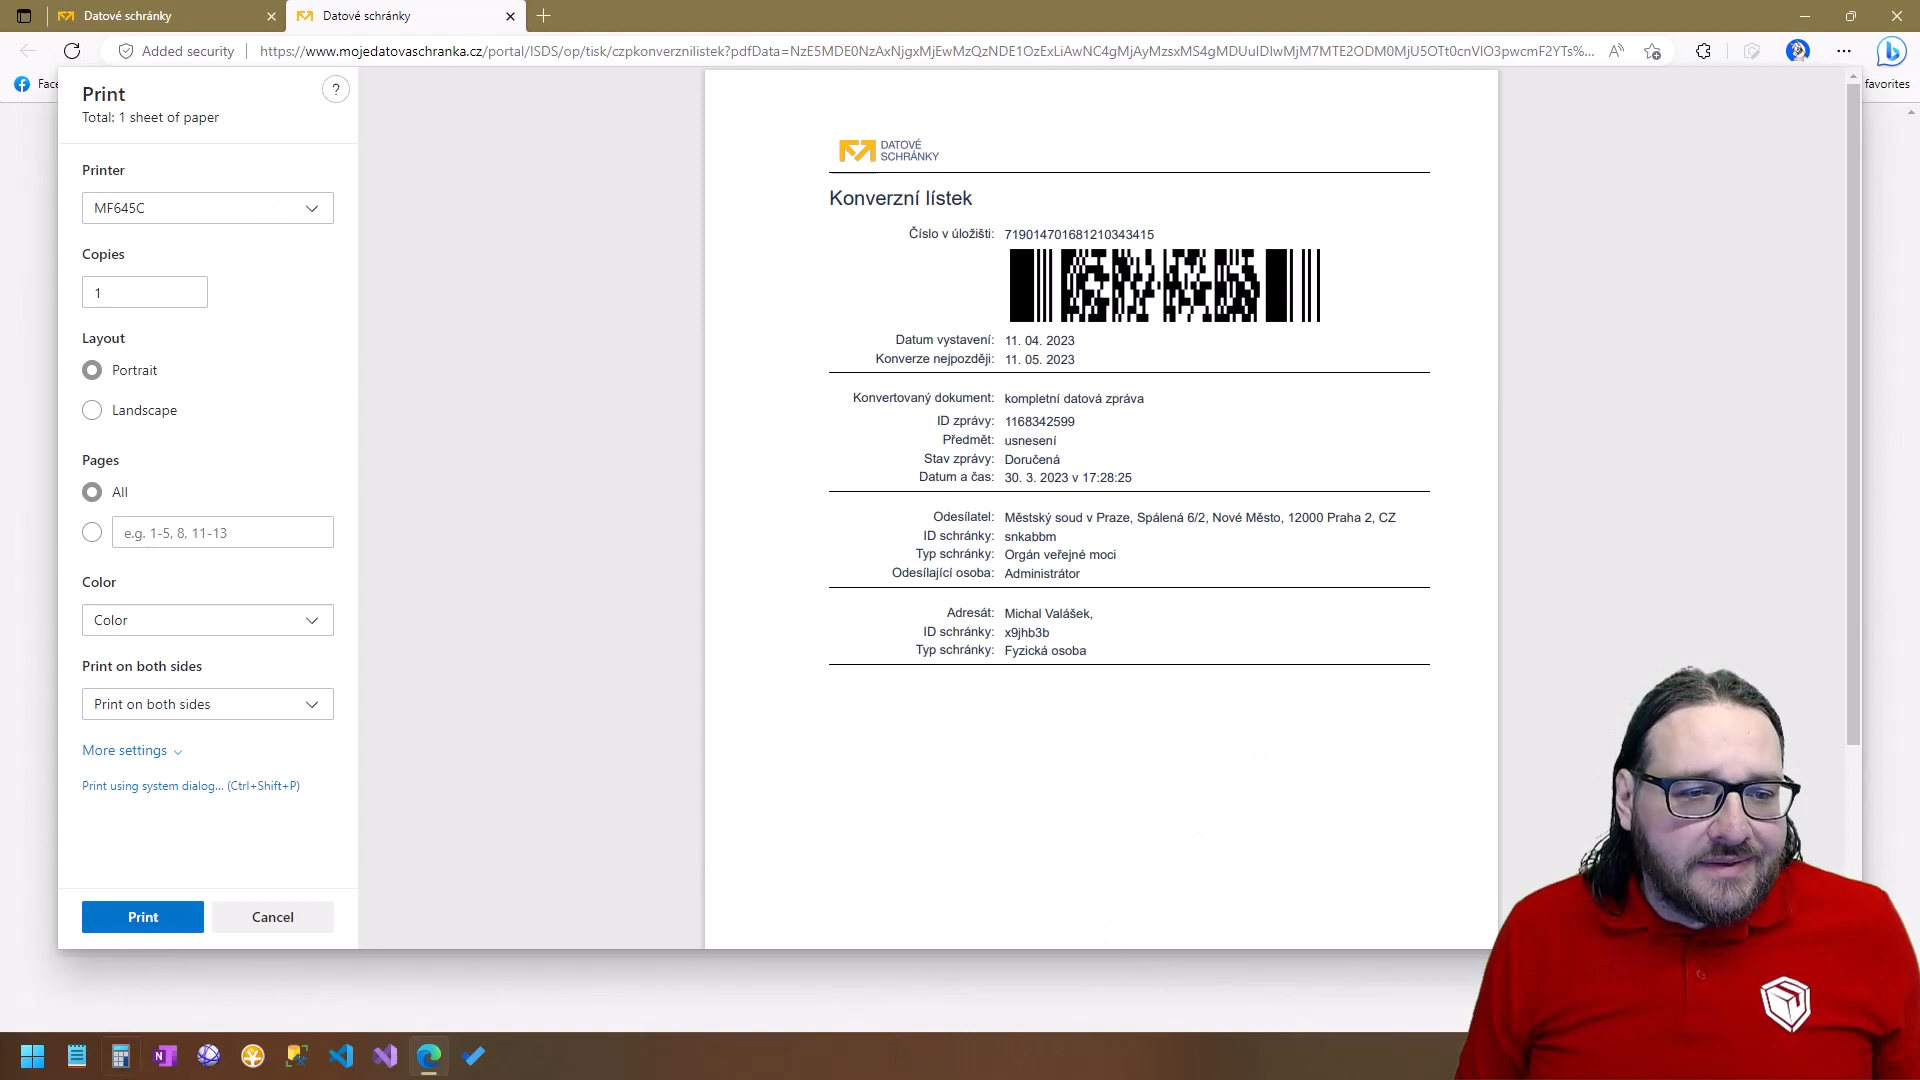 Datové schránky
Datové schránky
Added security
https://www.mojedatovaschranka.cz/portal/ISDS/op/tisk/czpkonverznilistek?pdfData=NzE5MDE0NzAxNjgxMjEwMzQzNDE1OzExLiAwNC4gMjAyMzsxMS4gMDUuIDIwMjM7MTE2ODM0MjU5OTt0cnVlO3pwcmF2YTs%...
Face
favorites
Print
Total: 1 sheet of paper
?
Printer
MF645C
Copies
1
Layout
Portrait
Landscape
Pages
All
e.g. 1-5, 8, 11-13
Color
Color
Print on both sides
Print on both sides
More settings
Print using system dialog... (Ctrl+Shift+P)
Print
Cancel
DATOVÉ
SCHRÁNKY
Konverzní lístek
Číslo v úložišti: 719014701681210343415
Datum vystavení: 11. 04. 2023
Konverze nejpozději: 11. 05. 2023
Konvertovaný dokument: kompletní datová zpráva
ID zprávy: 1168342599
Předmět: usnesení
Stav zprávy: Doručená
Datum a čas: 30. 3. 2023 v 17:28:25
Odesílatel: Městský soud v Praze, Spálená 6/2, Nové Město, 12000 Praha 2, CZ
ID schránky: snkabbm
Typ schránky: Orgán veřejné moci
Odesílající osoba: Administrátor
Adresát: Michal Valášek,
ID schránky: x9jhb3b
Typ schránky: Fyzická osoba